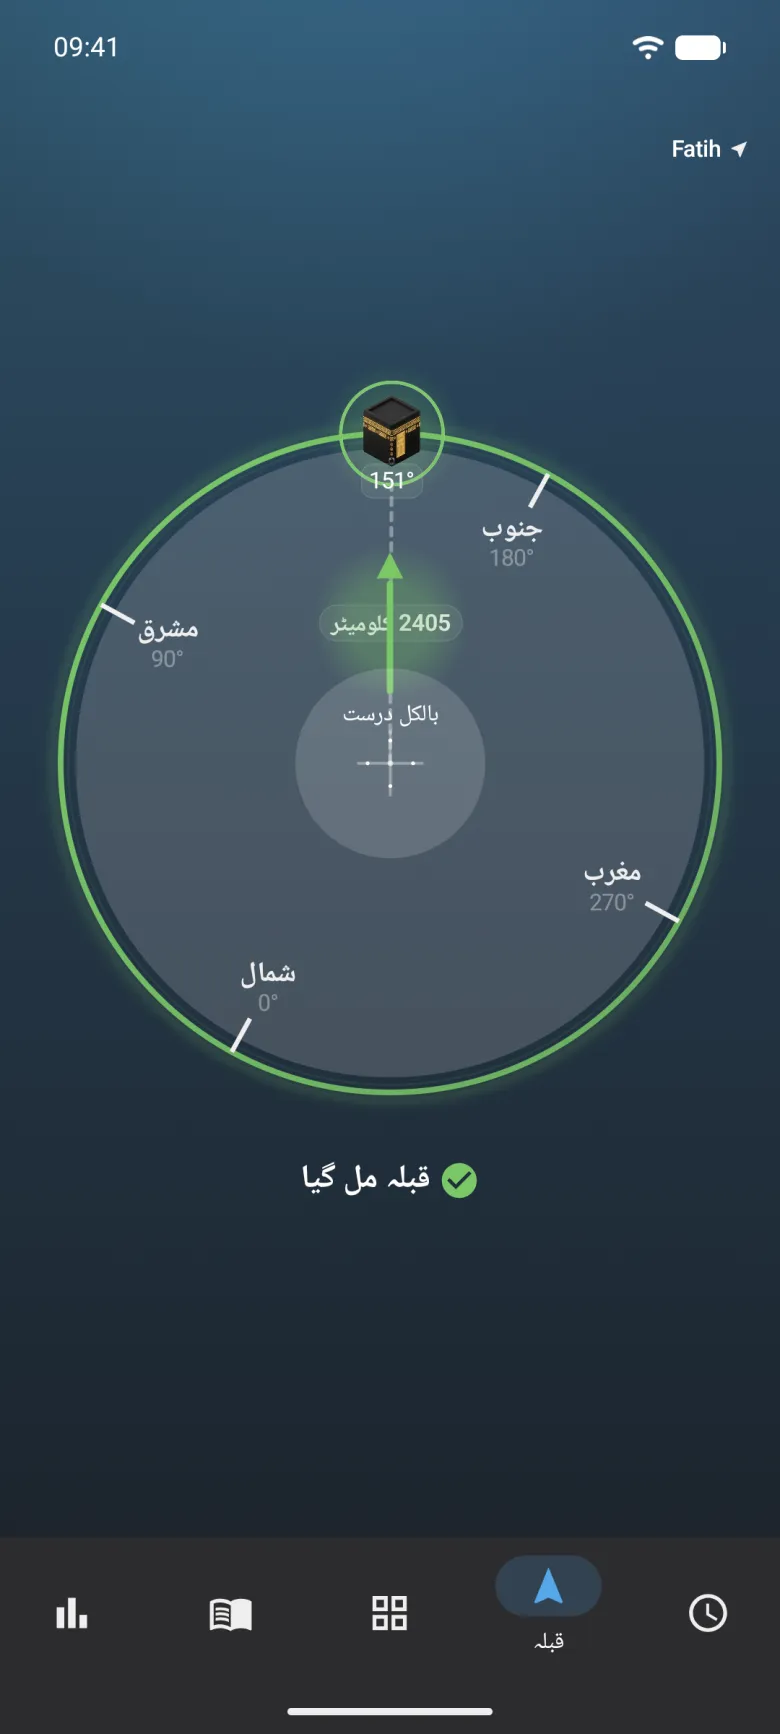 09:41
Fatih
151°
جنوب
180°
مشرق
90°
2405 کلومیٹر
بالکل درست
مغرب
270°
شمال
0°
قبلہ مل گیا
قبلہ